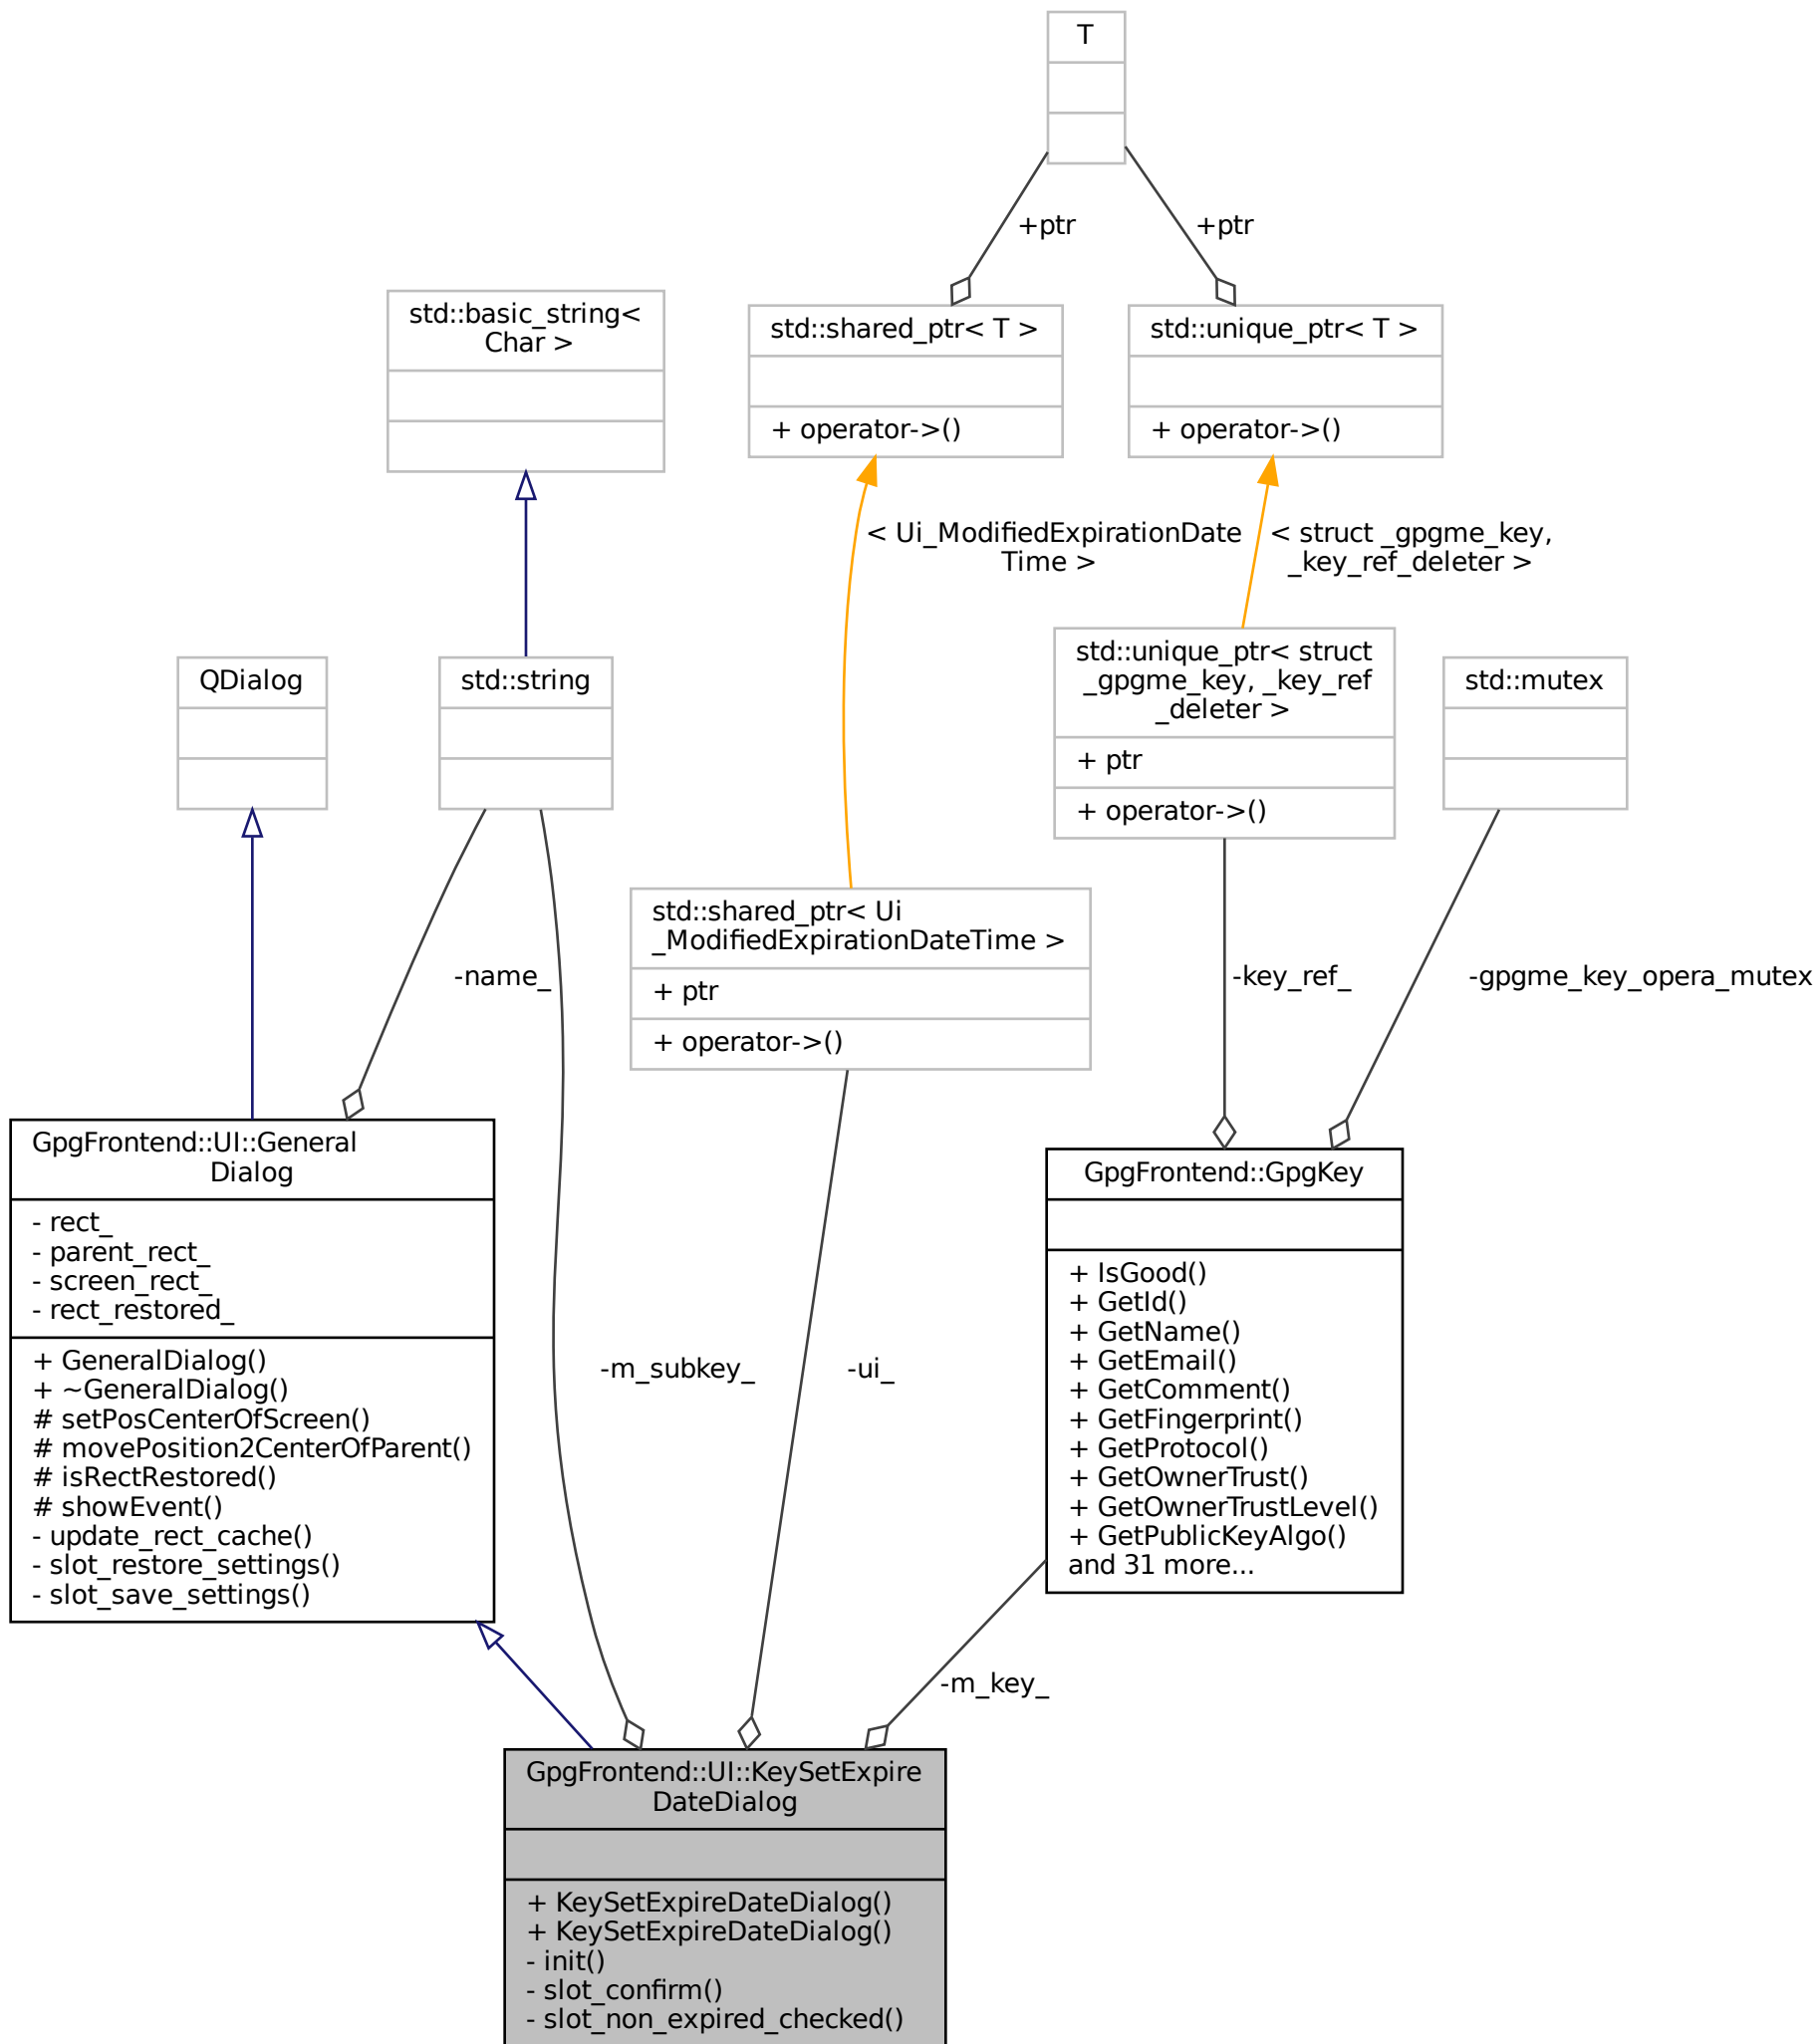 T
+ptr
+ptr
std::basic_string<
Char >
std::shared_ptr< T >
+ operator->()
std::unique_ptr< T >
+ operator->()
< Ui_ModifiedExpirationDate
Time >
< struct _gpgme_key,
_key_ref_deleter >
QDialog
std::string
std::unique_ptr< struct
_gpgme_key, _key_ref
_deleter >
+ ptr
+ operator->()
std::mutex
std::shared_ptr< Ui
_ModifiedExpirationDateTime >
+ ptr
+ operator->()
-name_
-key_ref_
-gpgme_key_opera_mutex
GpgFrontend::UI::General
Dialog
- rect_
- parent_rect_
- screen_rect_
- rect_restored_
+ GeneralDialog()
+ ~GeneralDialog()
# setPosCenterOfScreen()
# movePosition2CenterOfParent()
# isRectRestored()
# showEvent()
- update_rect_cache()
- slot_restore_settings()
- slot_save_settings()
-m_subkey_
-ui_
GpgFrontend::GpgKey
+ IsGood()
+ GetId()
+ GetName()
+ GetEmail()
+ GetComment()
+ GetFingerprint()
+ GetProtocol()
+ GetOwnerTrust()
+ GetOwnerTrustLevel()
+ GetPublicKeyAlgo()
and 31 more...
-m_key_
GpgFrontend::UI::KeySetExpire
DateDialog
+ KeySetExpireDateDialog()
+ KeySetExpireDateDialog()
- init()
- slot_confirm()
- slot_non_expired_checked()